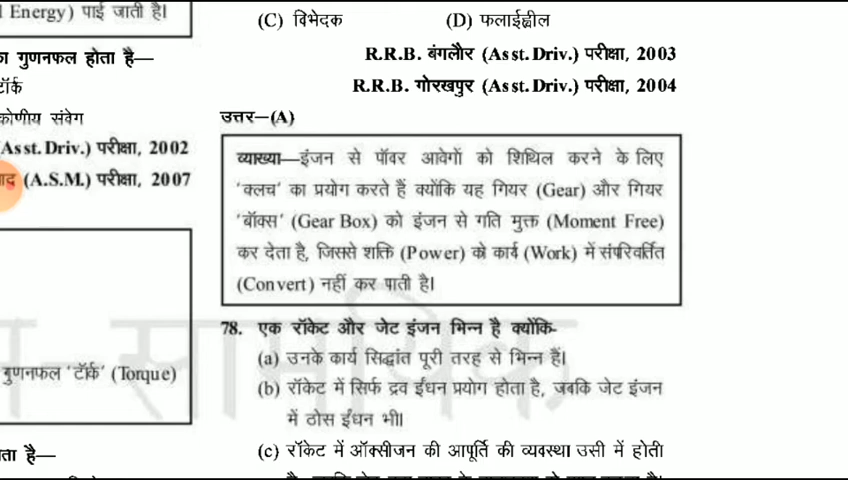 Energy) पाई जाती है।
गुणनफल होता है—
टॉर्क
कोणीय संवेग
Asst. Driv.) परीक्षा, 2002
(A.S.M.) परीक्षा, 2007
गुणनफल 'टॉर्क' (Torque)
है—
(C) विभेदक (D) फलाईह्वील
R.R.B. बंगलौर (Asst. Driv.) परीक्षा, 2003
R.R.B. गोरखपुर (Asst. Driv.) परीक्षा, 2004
उत्तर—(A)
व्याख्या—इंजन से पॉवर आवेगों को शिथिल करने के लिए
'क्लच' का प्रयोग करते हैं क्योंकि यह गियर (Gear) और गियर
'बॉक्स' (Gear Box) को इंजन से गति मुक्त (Moment Free)
कर देता है, जिससे शक्ति (Power) को कार्य (Work) में संपरिवर्तित
(Convert) नहीं कर पाती है।
78. एक रॉकेट और जेट इंजन भिन्न है क्योंकि-
(a) उनके कार्य सिद्धांत पूरी तरह से भिन्न हैं।
(b) रॉकेट में सिर्फ द्रव ईंधन प्रयोग होता है, जबकि जेट इंजन
में ठोस ईंधन भी।
(c) रॉकेट में ऑक्सीजन की आपूर्ति की व्यवस्था उसी में होती